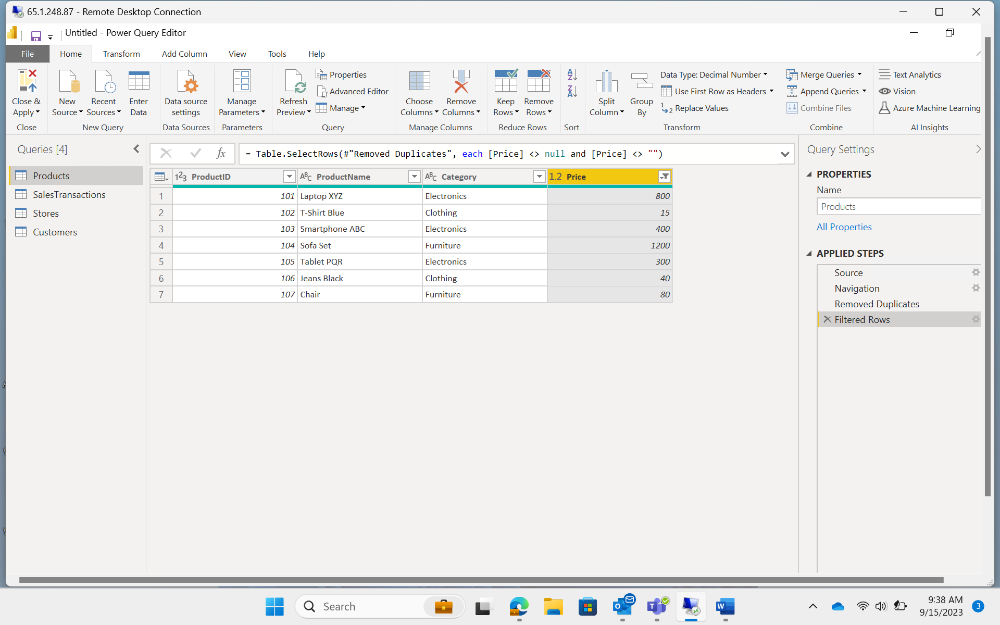 65.1.248.87 - Remote Desktop Connection
Untitled - Power Query Editor
File Home Transform Add Column View Tools Help
Close & Apply
New Source
Recent Sources
Enter Data
Data source settings
Manage Parameters
Refresh Preview
Properties
Advanced Editor
Manage
Choose Columns
Remove Columns
Keep Rows
Remove Rows
Split Column
Group By
Data Type: Decimal Number
Use First Row as Headers
Replace Values
Merge Queries
Append Queries
Combine Files
Text Analytics
Vision
Azure Machine Learning
Close New Query Data Sources Parameters Query Manage Columns Reduce Rows Sort Transform Combine AI Insights
Queries [4]
Products
SalesTransactions
Stores
Customers
fx = Table.SelectRows(#"Removed Duplicates", each [Price] <> null and [Price] <> "")
123 ProductID ABC ProductName ABC Category 1.2 Price
1 101 Laptop XYZ Electronics 800
2 102 T-Shirt Blue Clothing 15
3 103 Smartphone ABC Electronics 400
4 104 Sofa Set Furniture 1200
5 105 Tablet PQR Electronics 300
6 106 Jeans Black Clothing 40
7 107 Chair Furniture 80
Query Settings
PROPERTIES
Name
Products
All Properties
APPLIED STEPS
Source
Navigation
Removed Duplicates
Filtered Rows
Search
9:38 AM
9/15/2023
3